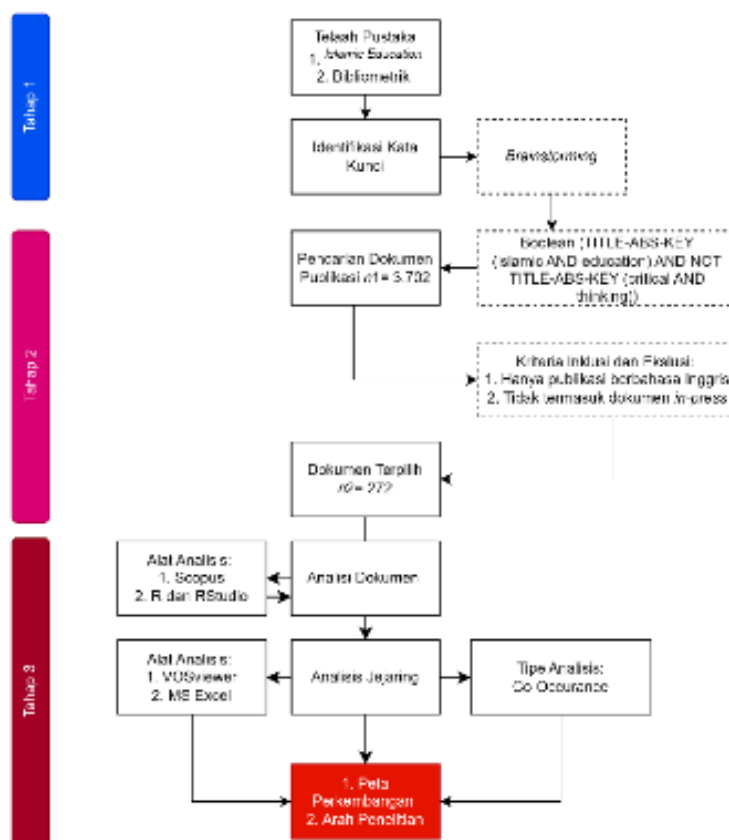 Tahap 1
Telaah Pustaka
1. Islamic Education
2. Bibliometrik
Identifikasi Kata
Kunci
Brainstorming
Tahap 2
Boolean (TITLE-ABS-KEY
(islamic AND education) AND NOT
TITLE-ABS-KEY (critical AND
thinking))
Pencarian Dokumen
Publikasi n1= 3.702
Kriteria Inklusi dan Ekslusi:
1. Hanya publikasi berbahasa Inggris
2. Tidak termasuk dokumen in-press
Dokumen Terpilih
n2= 272
Tahap 3
Alat Analisis:
1. Scopus
2. R dan RStudio
Analisi Dokumen
Alat Analisis:
1. VOSviewer
2. MS Excel
Analisis Jejaring
Tipe Analisis:
Co Occurance
1. Peta
Perkembangan
2. Arah Penelitian